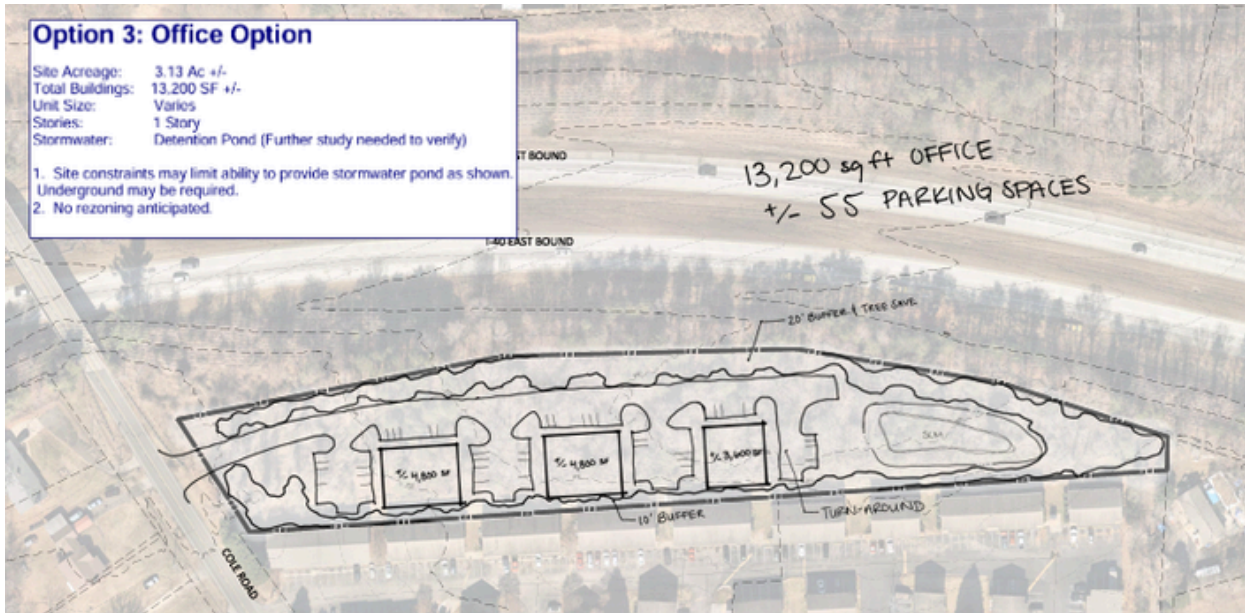 Option 3: Office Option
Site Acreage: 3.13 Ac +/-
Total Buildings: 13,200 SF +/-
Unit Size: Varies
Stories: 1 Story
Stormwater: Detention Pond (Further study needed to verify)
1. Site constraints may limit ability to provide stormwater pond as shown.
Underground may be required.
2. No rezoning anticipated.
ST BOUND
13,200 sq ft OFFICE
+/- 55 PARKING SPACES
I-40 EAST BOUND
20' BUFFER & TREE SAVE
SCM
+/- 4,800 SF
+/- 4,800 SF
+/- 3,600 SF
10' BUFFER
TURN-AROUND
COLE ROAD